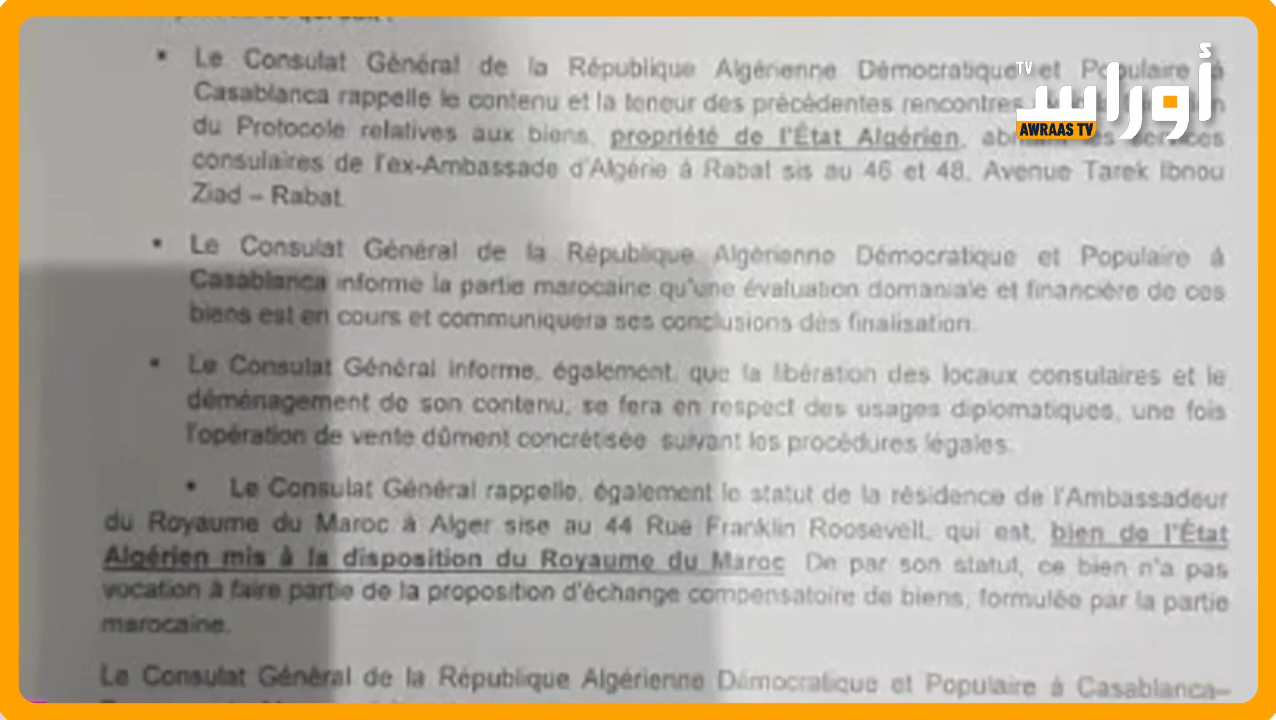 Le Consulat Général de la République Algérienne Démocratique et Populaire à
Casablanca rappelle le contenu et la teneur des précédentes rencontres
du Protocole relatives aux biens, propriété de l'État Algérien, abritant les services
consulaires de l'ex-Ambassade d'Algérie à Rabat sis au 46 et 48, Avenue Tarek Ibnou
Ziad – Rabat.
Le Consulat Général de la République Algérienne Démocratique et Populaire à
Casablanca informe la partie marocaine qu'une évaluation domaniale et financière de ces
biens est en cours et communiquera ses conclusions dès finalisation.
Le Consulat Général informe, également, que la libération des locaux consulaires et le
déménagement de son contenu, se fera en respect des usages diplomatiques, une fois
l'opération de vente dûment concrétisée suivant les procédures légales.
Le Consulat Général rappelle, également le statut de la résidence de l'Ambassadeur
du Royaume du Maroc à Alger sise au 44 Rue Franklin Roosevelt, qui est, bien de l'État
Algérien mis à la disposition du Royaume du Maroc. De par son statut, ce bien n'a pas
vocation à faire partie de la proposition d'échange compensatoire de biens, formulée par la partie
marocaine.
Le Consulat Général de la République Algérienne Démocratique et Populaire à Casablanca–
أوراس TV
AWRAAS TV